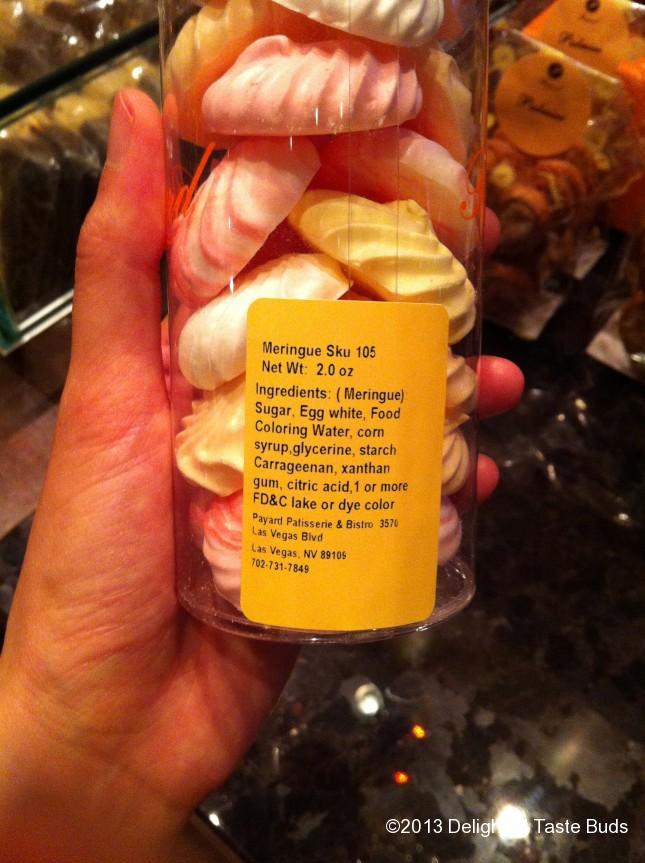 Meringue Sku 105
Net Wt: 2.0 oz
Ingredients: ( Meringue)
Sugar, Egg white, Food
Coloring Water, corn
syrup,glycerine, starch
Carrageenan, xanthan
gum, citric acid,1 or more
FD&C lake or dye color
Payard Patisserie & Bistro 3570
Las Vegas Blvd
Las Vegas, NV 89109
702-731-7849
©2013 Delighted Taste Buds